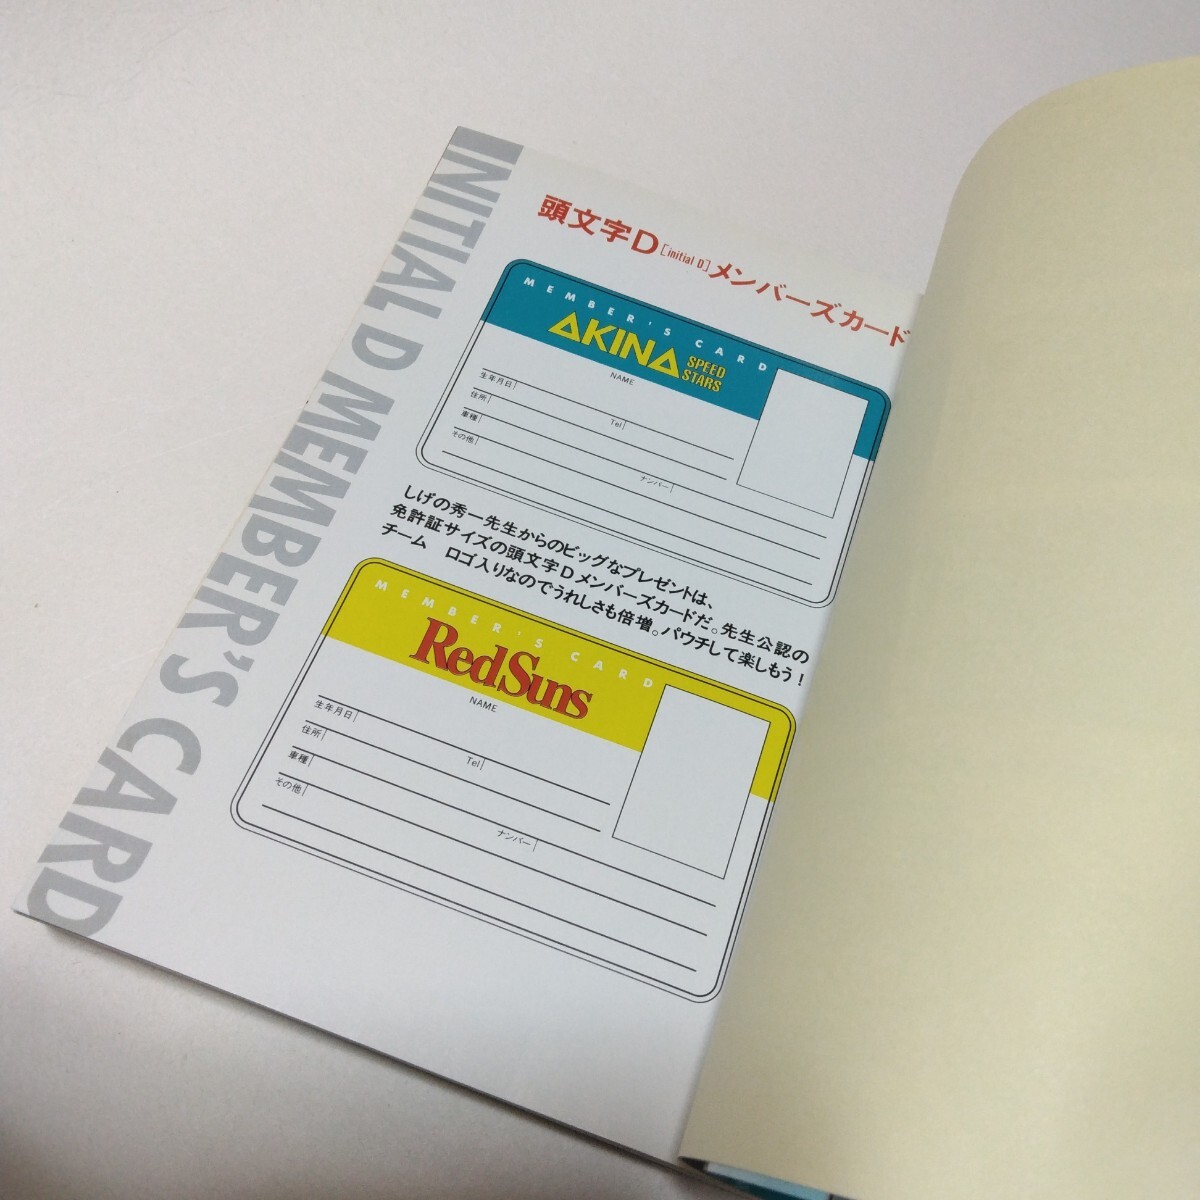 INITIAL D MEMBER'S CARD
頭文字D[initial D]メンバーズカード
MEMBER'S CARD
AKINA SPEED STARS
NAME
生年月日
住所
Tel
車種
その他
ナンバー
しげの秀一先生からのビッグなプレゼントは、
免許証サイズの頭文字Dメンバーズカードだ。先生公認の
チーム ロゴ入りなのでうれしさも倍増。パウチして楽しもう!
MEMBER'S CARD
RedSuns
NAME
生年月日
住所
Tel
車種
その他
ナンバー